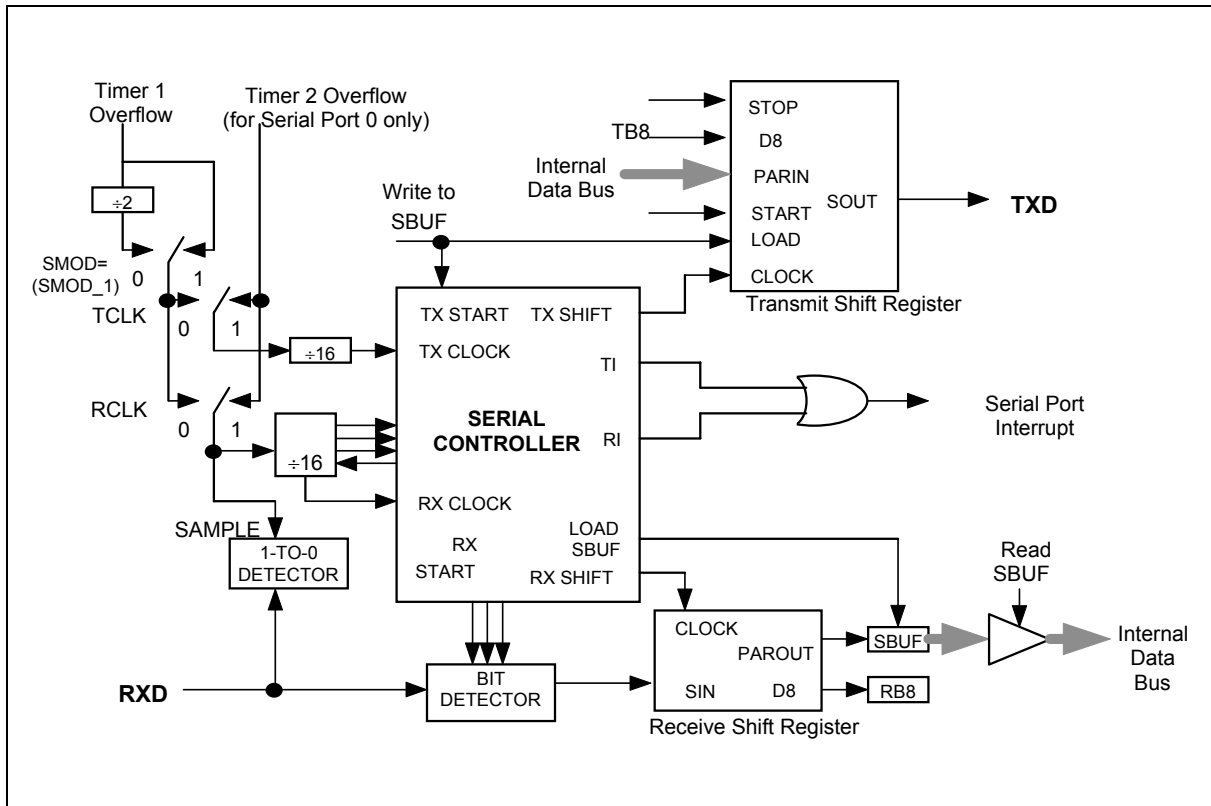 Timer 1
Overflow
Timer 2 Overflow
(for Serial Port 0 only)
÷2
SMOD=
(SMOD_1)
0
1
TCLK
0
1
÷16
RCLK
0
1
÷16
SAMPLE
1-TO-0
DETECTOR
RXD
Write to
SBUF
TX START
TX SHIFT
TX CLOCK
TI
SERIAL
CONTROLLER
RI
RX CLOCK
LOAD
SBUF
RX
START
RX SHIFT
BIT
DETECTOR
TB8
Internal
Data Bus
STOP
D8
PARIN
SOUT
START
LOAD
CLOCK
Transmit Shift Register
TXD
Serial Port
Interrupt
CLOCK
PAROUT
SIN
D8
Receive Shift Register
SBUF
RB8
Read
SBUF
Internal
Data
Bus